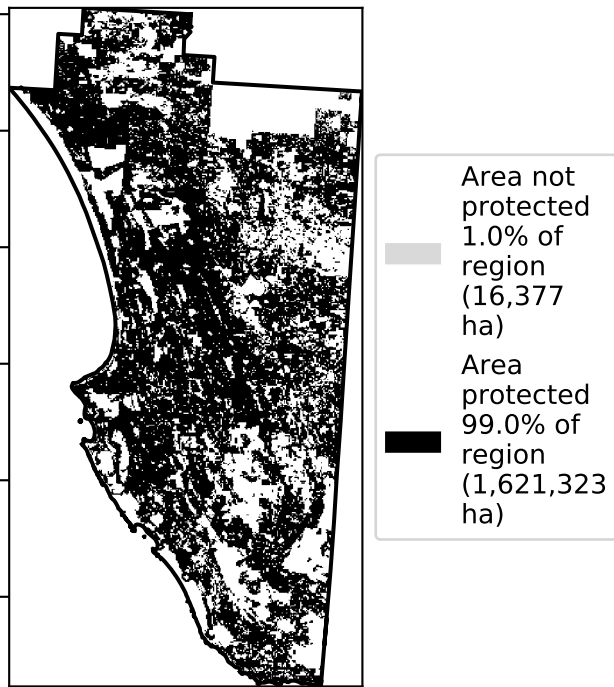 Area not
protected
1.0% of
region
(16,377
ha)
Area
protected
99.0% of
region
(1,621,323
ha)